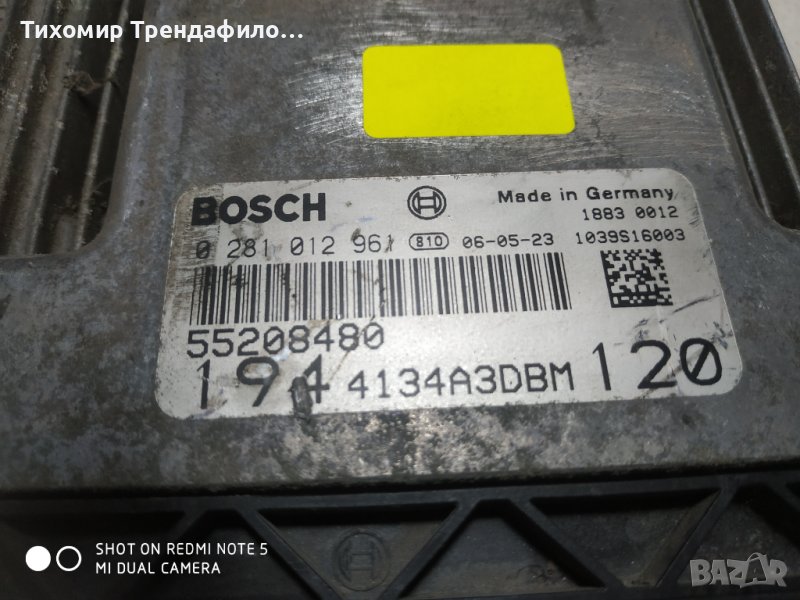 Тихомир Трендафило...
BOSCH
Made in Germany
1883 0012
0 281 012 961 810 06-05-23 1039S16003
55208480
194 4134A3DBM 120
SHOT ON REDMI NOTE 5
MI DUAL CAMERA
BAZAR